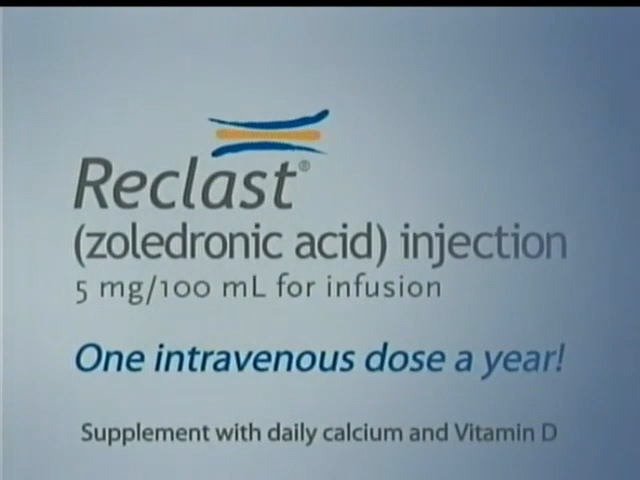 Reclast®
(zoledronic acid) injection
5 mg/100 mL for infusion
One intravenous dose a year!
Supplement with daily calcium and Vitamin D